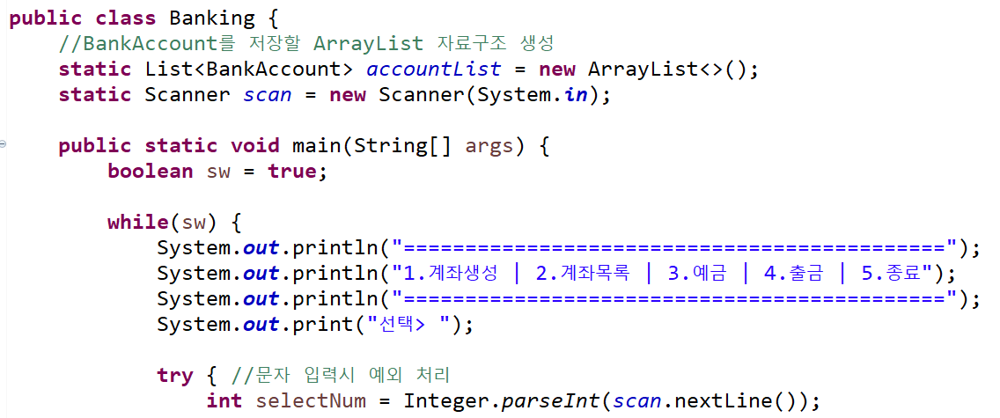 public class Banking {
//BankAccount를 저장할 ArrayList 자료구조 생성
static List<BankAccount> accountList = new ArrayList<>();
static Scanner scan = new Scanner(System.in);
public static void main(String[] args) {
boolean sw = true;
while(sw) {
System.out.println("============================================");
System.out.println("1.계좌생성 | 2.계좌목록 | 3.예금 | 4.출금 | 5.종료");
System.out.println("============================================");
System.out.print("선택> ");
try { //문자 입력시 예외 처리
int selectNum = Integer.parseInt(scan.nextLine());